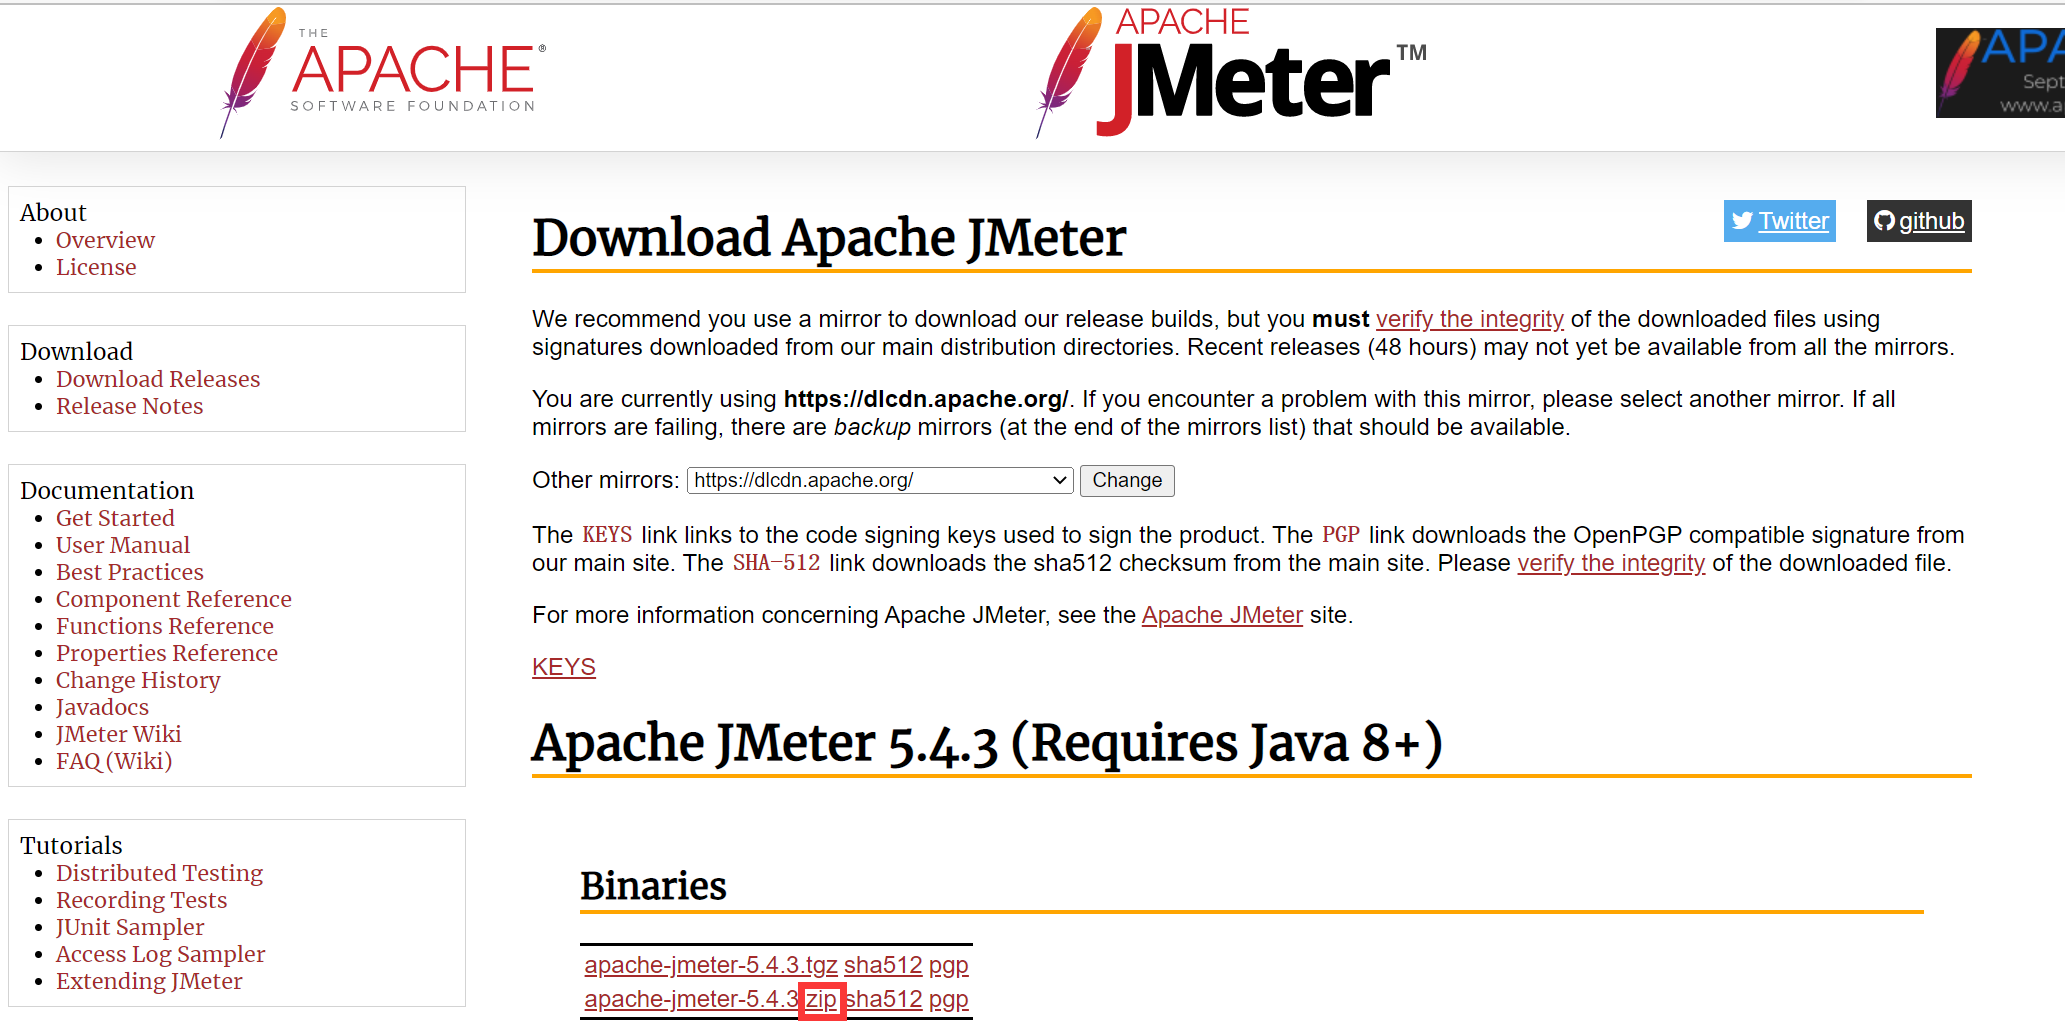 THE
APACHE®
SOFTWARE FOUNDATION
APACHE
JMeter™
Sept
www.a
About
Overview
License
Download
Download Releases
Release Notes
Documentation
Get Started
User Manual
Best Practices
Component Reference
Functions Reference
Properties Reference
Change History
Javadocs
JMeter Wiki
FAQ (Wiki)
Tutorials
Distributed Testing
Recording Tests
JUnit Sampler
Access Log Sampler
Extending JMeter
Twitter
github
Download Apache JMeter
We recommend you use a mirror to download our release builds, but you must verify the integrity of the downloaded files using
signatures downloaded from our main distribution directories. Recent releases (48 hours) may not yet be available from all the mirrors.
You are currently using https://dlcdn.apache.org/. If you encounter a problem with this mirror, please select another mirror. If all
mirrors are failing, there are backup mirrors (at the end of the mirrors list) that should be available.
Other mirrors: https://dlcdn.apache.org/ Change
The KEYS link links to the code signing keys used to sign the product. The PGP link downloads the OpenPGP compatible signature from
our main site. The SHA-512 link downloads the sha512 checksum from the main site. Please verify the integrity of the downloaded file.
For more information concerning Apache JMeter, see the Apache JMeter site.
KEYS
Apache JMeter 5.4.3 (Requires Java 8+)
Binaries
apache-jmeter-5.4.3.tgz sha512 pgp
apache-jmeter-5.4.3.zip sha512 pgp